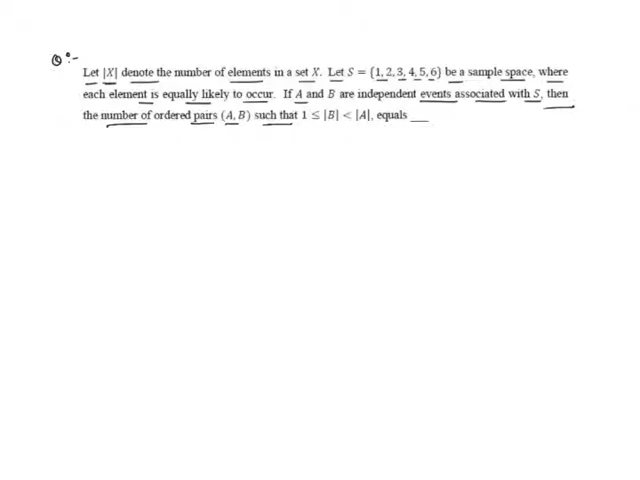 Q:-
Let |X| denote the number of elements in a set X. Let S = {1, 2, 3, 4, 5, 6} be a sample space, where
each element is equally likely to occur. If A and B are independent events associated with S, then
the number of ordered pairs (A, B) such that 1 ≤ |B| < |A|, equals ___